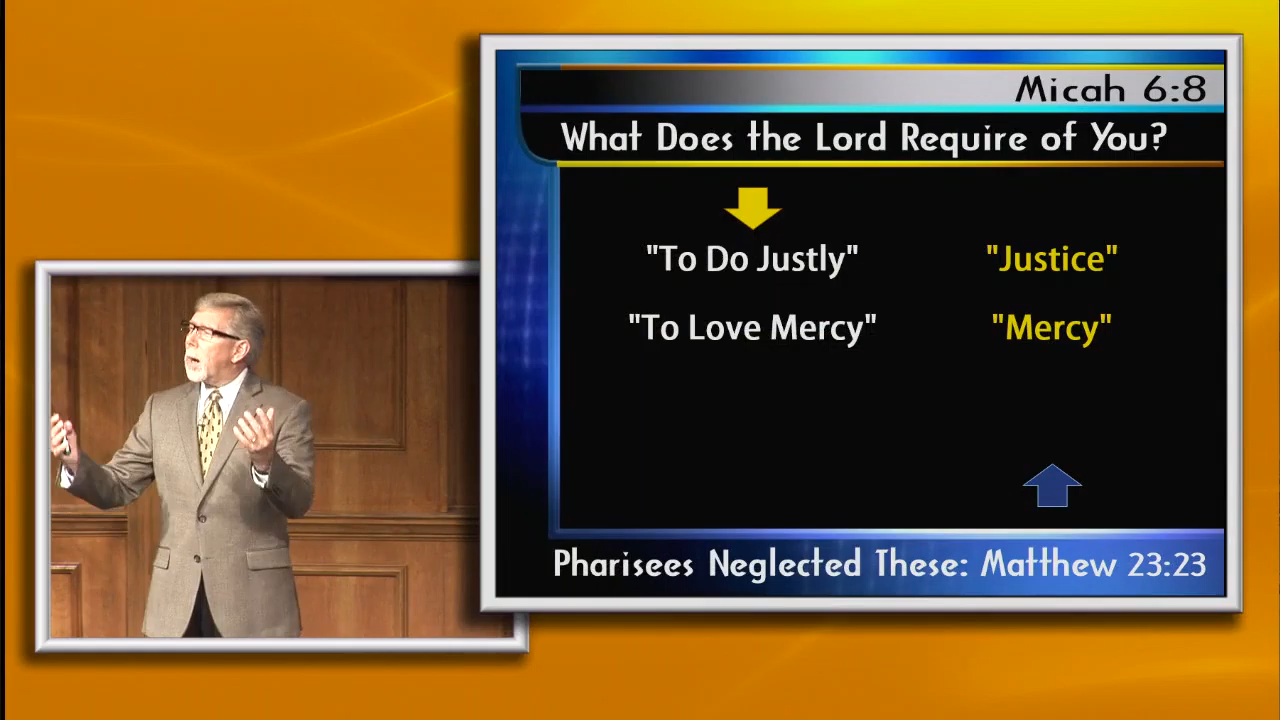 Micah 6:8
What Does the Lord Require of You?
"To Do Justly" "Justice"
"To Love Mercy" "Mercy"
Pharisees Neglected These: Matthew 23:23